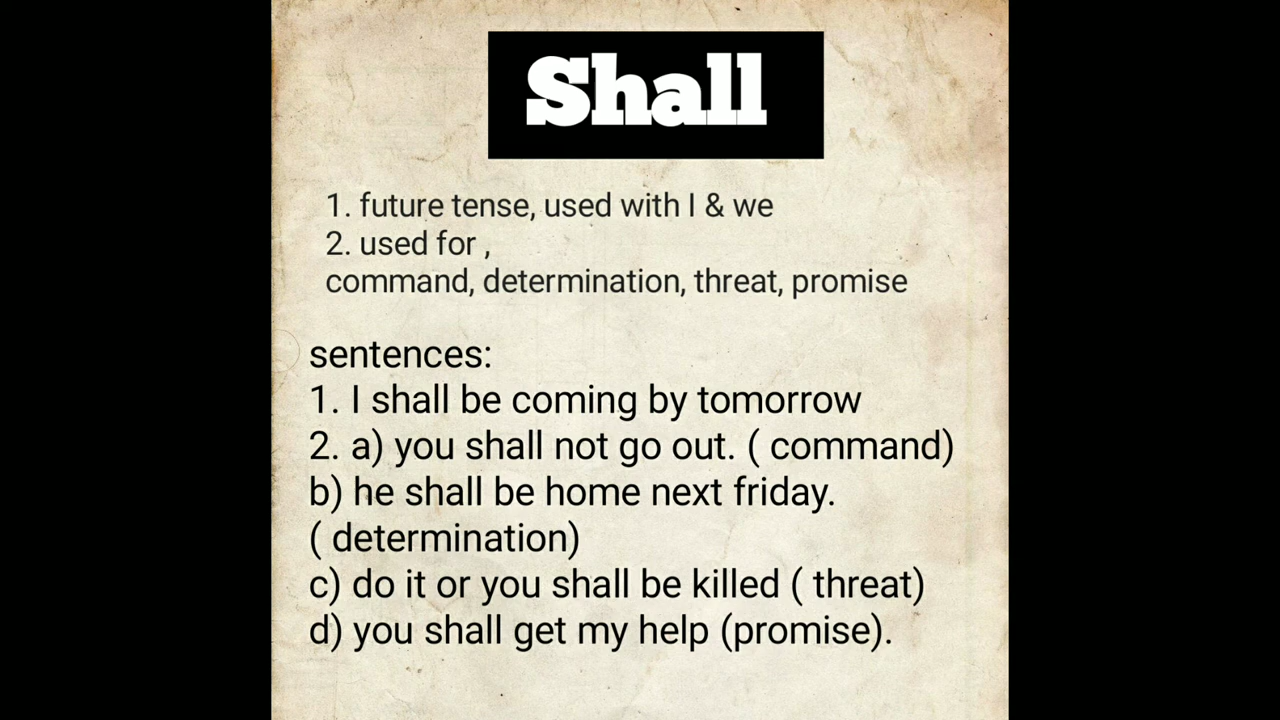 Shall
1. future tense, used with I & we
2. used for ,
command, determination, threat, promise
sentences:
1. I shall be coming by tomorrow
2. a) you shall not go out. ( command)
b) he shall be home next friday.
( determination)
c) do it or you shall be killed ( threat)
d) you shall get my help (promise).